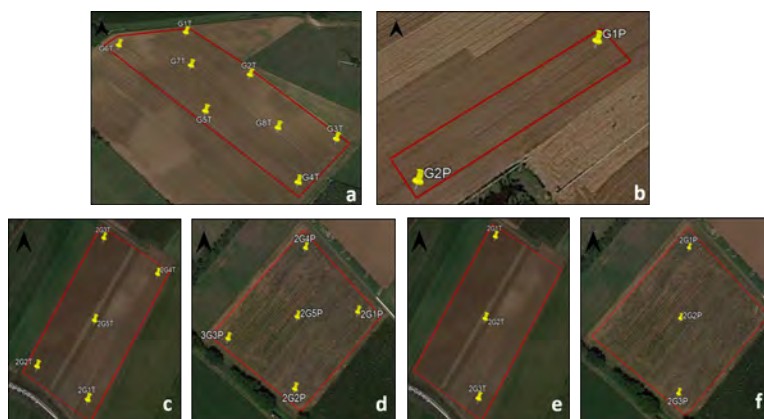 G1T
G6T
G7T
G2T
G5T
G8T
G3T
G4T
a
G1P
G2P
b
2G3T
2G4T
2G5T
2G2T
2G1T
c
2G4P
2G5P
2G1P
3G3P
2G2P
d
2G1T
2G2T
2G3T
e
2G1P
2G2P
2G3P
f